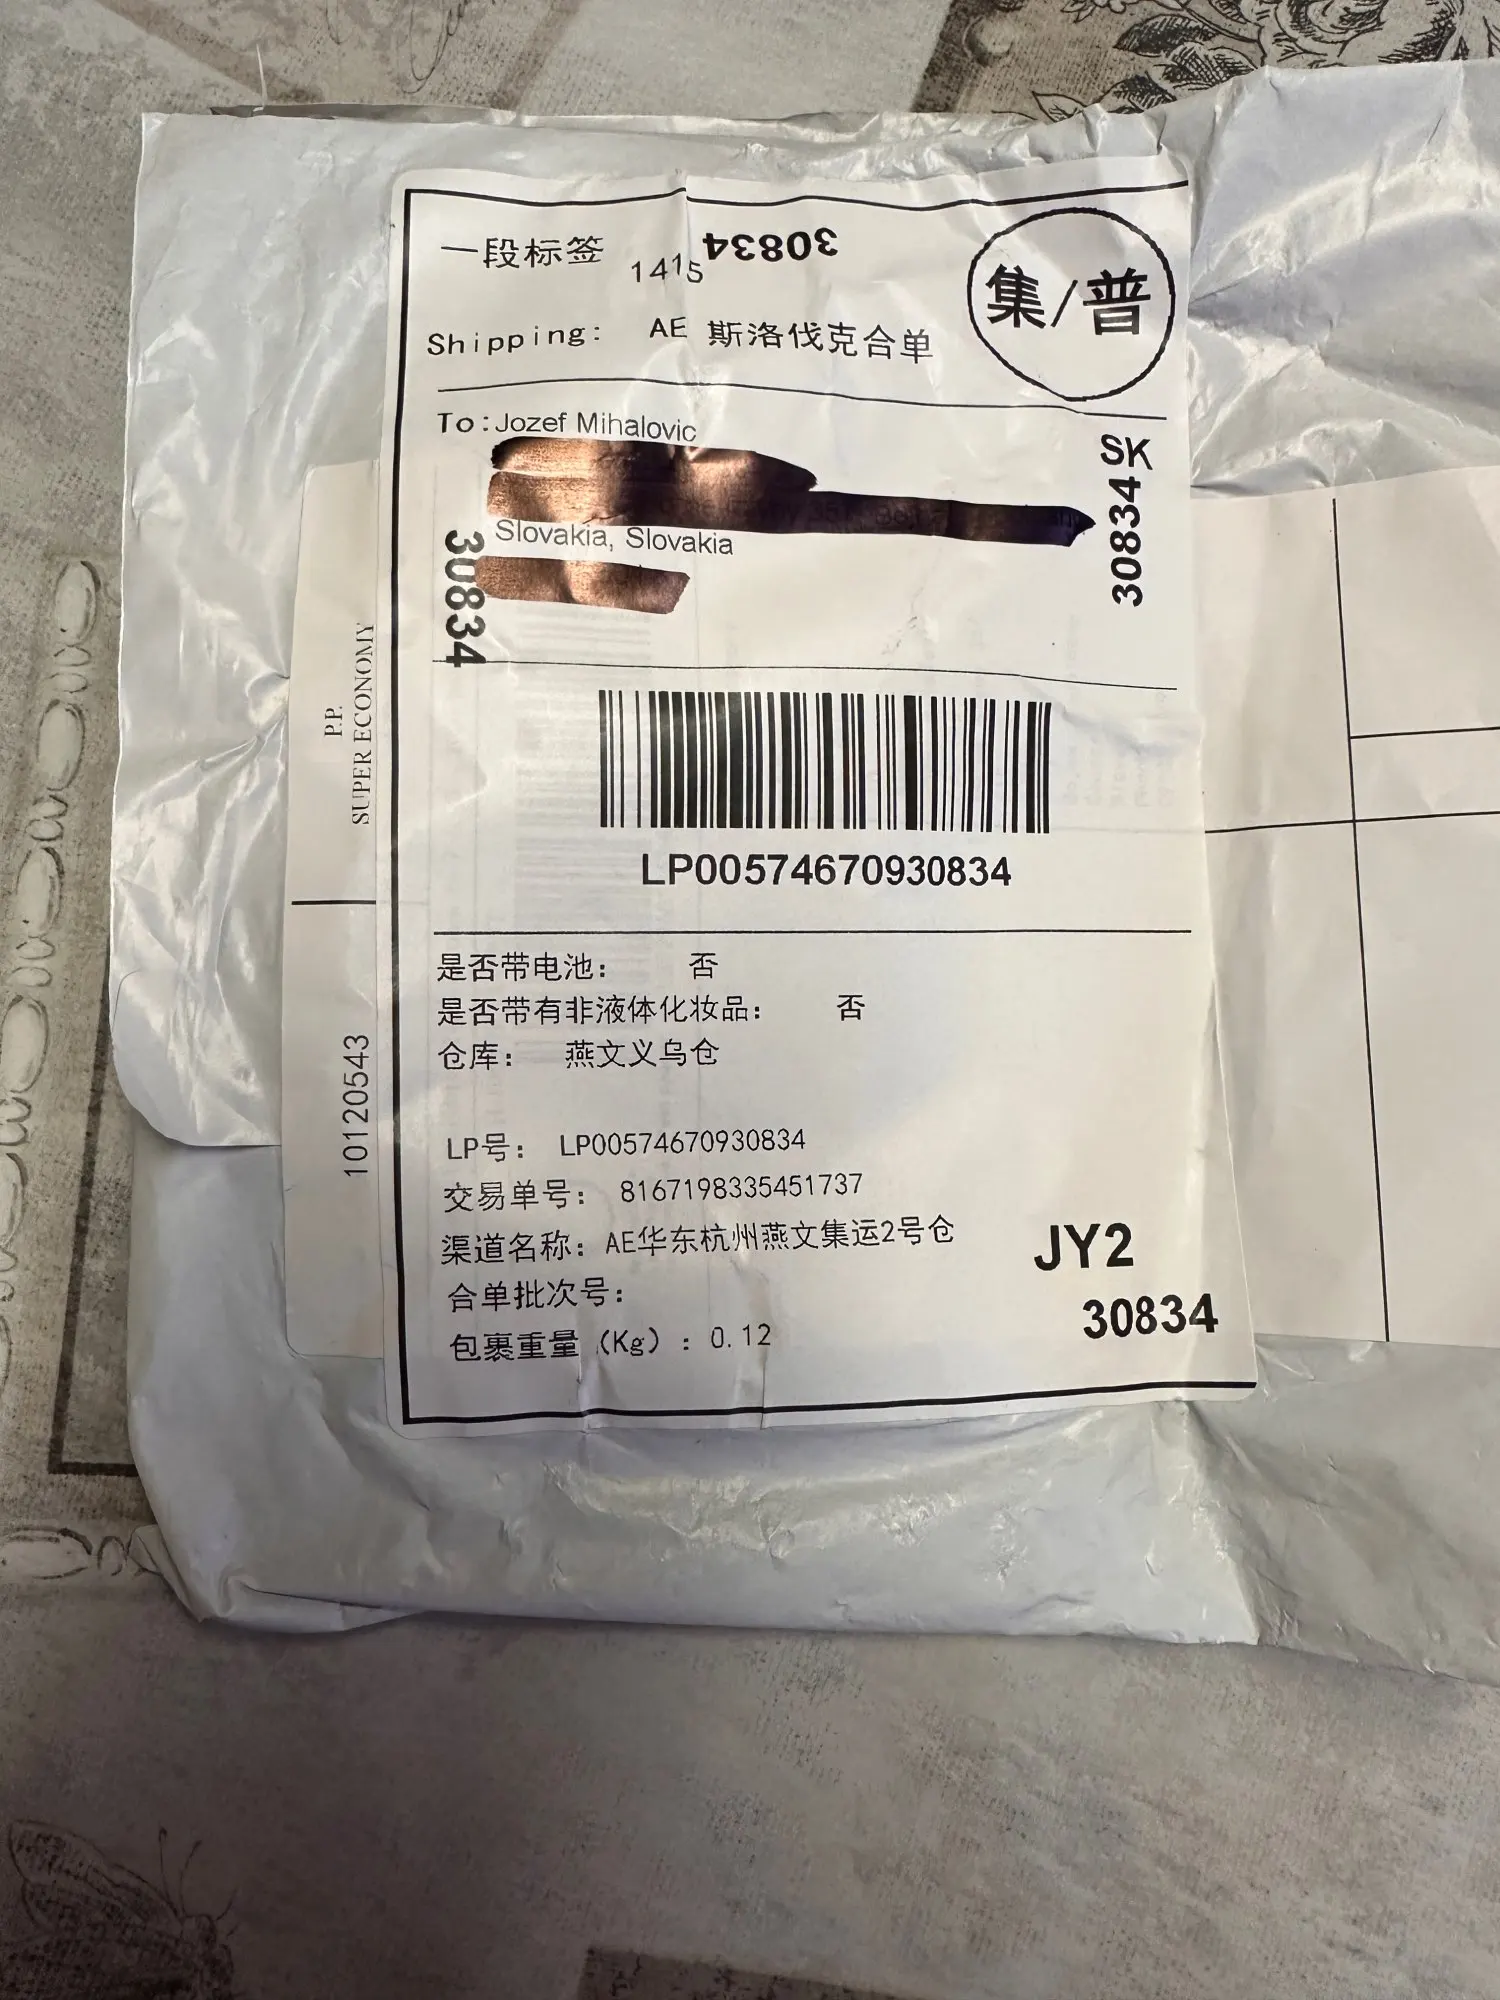 一段标签
1415
30834
集/普
Shipping: AE 斯洛伐克合单
To: Jozef Mihalovic
Slovakia, Slovakia
SK
30834
30834
LP00574670930834
是否带电池： 否
是否带有非液体化妆品： 否
仓库： 燕文义乌仓
LP号： LP00574670930834
交易单号： 8167198335451737
渠道名称： AE华东杭州燕文集运2号仓
合单批次号：
包裹重量（Kg）：0.12
JY2
30834
P.P.
SUPER ECONOMY
10120543